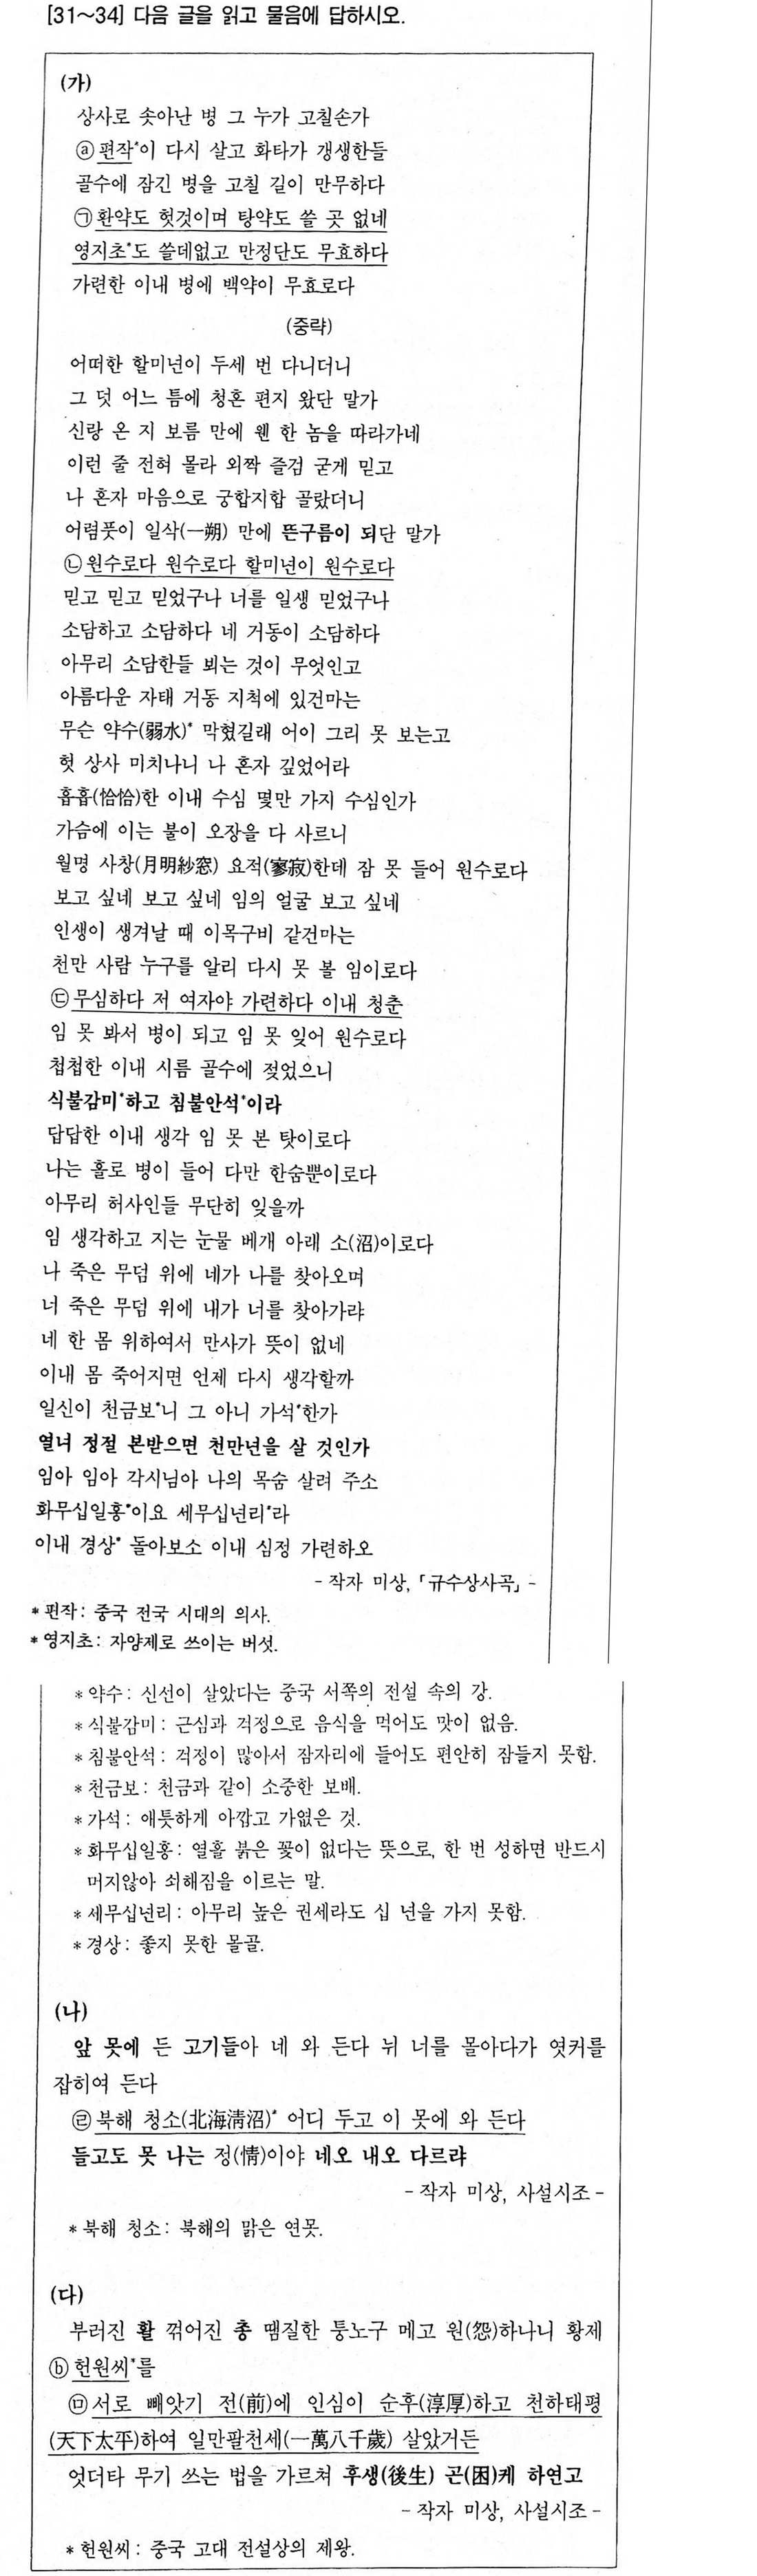 [31~34] 다음 글을 읽고 물음에 답하시오.
(가)
상사로 솟아난 병 그 누가 고칠손가
ⓐ편작*이 다시 살고 화타가 갱생한들
골수에 잠긴 병을 고칠 길이 만무하다
㉠환약도 헛것이며 탕약도 쓸 곳 없네
영지초*도 쓸데없고 만정단도 무효하다
가련한 이내 병에 백약이 무효로다
(중략)
어떠한 할미년이 두세 번 다니더니
그 덧 어느 틈에 청혼 편지 왔단 말가
신랑 온 지 보름 만에 웬 한 놈을 따라가네
이런 줄 전혀 몰라 외짝 즐검 굳게 믿고
나 혼자 마음으로 궁합지합 골랐더니
어렴풋이 일삭(一朔) 만에 뜬구름이 되단 말가
㉡원수로다 원수로다 할미년이 원수로다
믿고 믿고 믿었구나 너를 일생 믿었구나
소담하고 소담하다 네 거동이 소담하다
아무리 소담한들 뵈는 것이 무엇인고
아름다운 자태 거동 지척에 있건마는
무슨 약수(弱水)* 막혔길래 어이 그리 못 보는고
헛 상사 미치나니 나 혼자 깊었어라
흡흡(恰恰)한 이내 수심 몇만 가지 수심인가
가슴에 이는 불이 오장을 다 사르니
월명 사창(月明紗窓) 요적(寥寂)한데 잠 못 들어 원수로다
보고 싶네 보고 싶네 임의 얼굴 보고 싶네
인생이 생겨날 때 이목구비 같건마는
천만 사람 누구를 알리 다시 못 볼 임이로다
㉢무심하다 저 여자야 가련하다 이내 청춘
임 못 봐서 병이 되고 임 못 잊어 원수로다
첩첩한 이내 시름 골수에 젖었으니
식불감미*하고 침불안석*이라
답답한 이내 생각 임 못 본 탓이로다
나는 홀로 병이 들어 다만 한숨뿐이로다
아무리 허사인들 무단히 잊을까
임 생각하고 지는 눈물 베개 아래 소(沼)이로다
나 죽은 무덤 위에 네가 나를 찾아오며
너 죽은 무덤 위에 내가 너를 찾아가랴
네 한 몸 위하여서 만사가 뜻이 없네
이내 몸 죽어지면 언제 다시 생각할까
일신이 천금보*니 그 아니 가석*한가
열녀 정절 본받으면 천만년을 살 것인가
임아 임아 각시님아 나의 목숨 살려 주소
화무십일홍*이요 세무십년리*라
이내 경상* 돌아보소 이내 심정 가련하오
- 작자 미상, 「규수상사곡」 -
* 편작: 중국 전국 시대의 의사.
* 영지초: 자양제로 쓰이는 버섯.
* 약수: 신선이 살았다는 중국 서쪽의 전설 속의 강.
* 식불감미: 근심과 걱정으로 음식을 먹어도 맛이 없음.
* 침불안석: 걱정이 많아서 잠자리에 들어도 편안히 잠들지 못함.
* 천금보: 천금과 같이 소중한 보배.
* 가석: 애틋하게 아깝고 가엾은 것.
* 화무십일홍: 열흘 붉은 꽃이 없다는 뜻으로, 한 번 성하면 반드시
머지않아 쇠해짐을 이르는 말.
* 세무십년리: 아무리 높은 권세라도 십 년을 가지 못함.
* 경상: 좋지 못한 몰골.
(나)
앞 못에 든 고기들아 네 와 든다 뉘 너를 몰아다가 엿커를
잡히여 든다
㉣북해 청소(北海淸沼)* 어디 두고 이 못에 와 든다
들고도 못 나는 정(情)이야 네오 내오 다르랴
- 작자 미상, 사설시조 -
* 북해 청소: 북해의 맑은 연못.
(다)
부러진 활 꺾어진 총 땜질한 퉁노구 메고 원(怨)하나니 황제
ⓑ헌원씨*를
㉤서로 빼앗기 전(前)에 인심이 순후(淳厚)하고 천하태평
(天下太平)하여 일만팔천세(一萬八千歲) 살았거든
엇더타 무기 쓰는 법을 가르쳐 후생(後生) 곤(困)케 하연고
- 작자 미상, 사설시조 -
* 헌원씨: 중국 고대 전설상의 제왕.